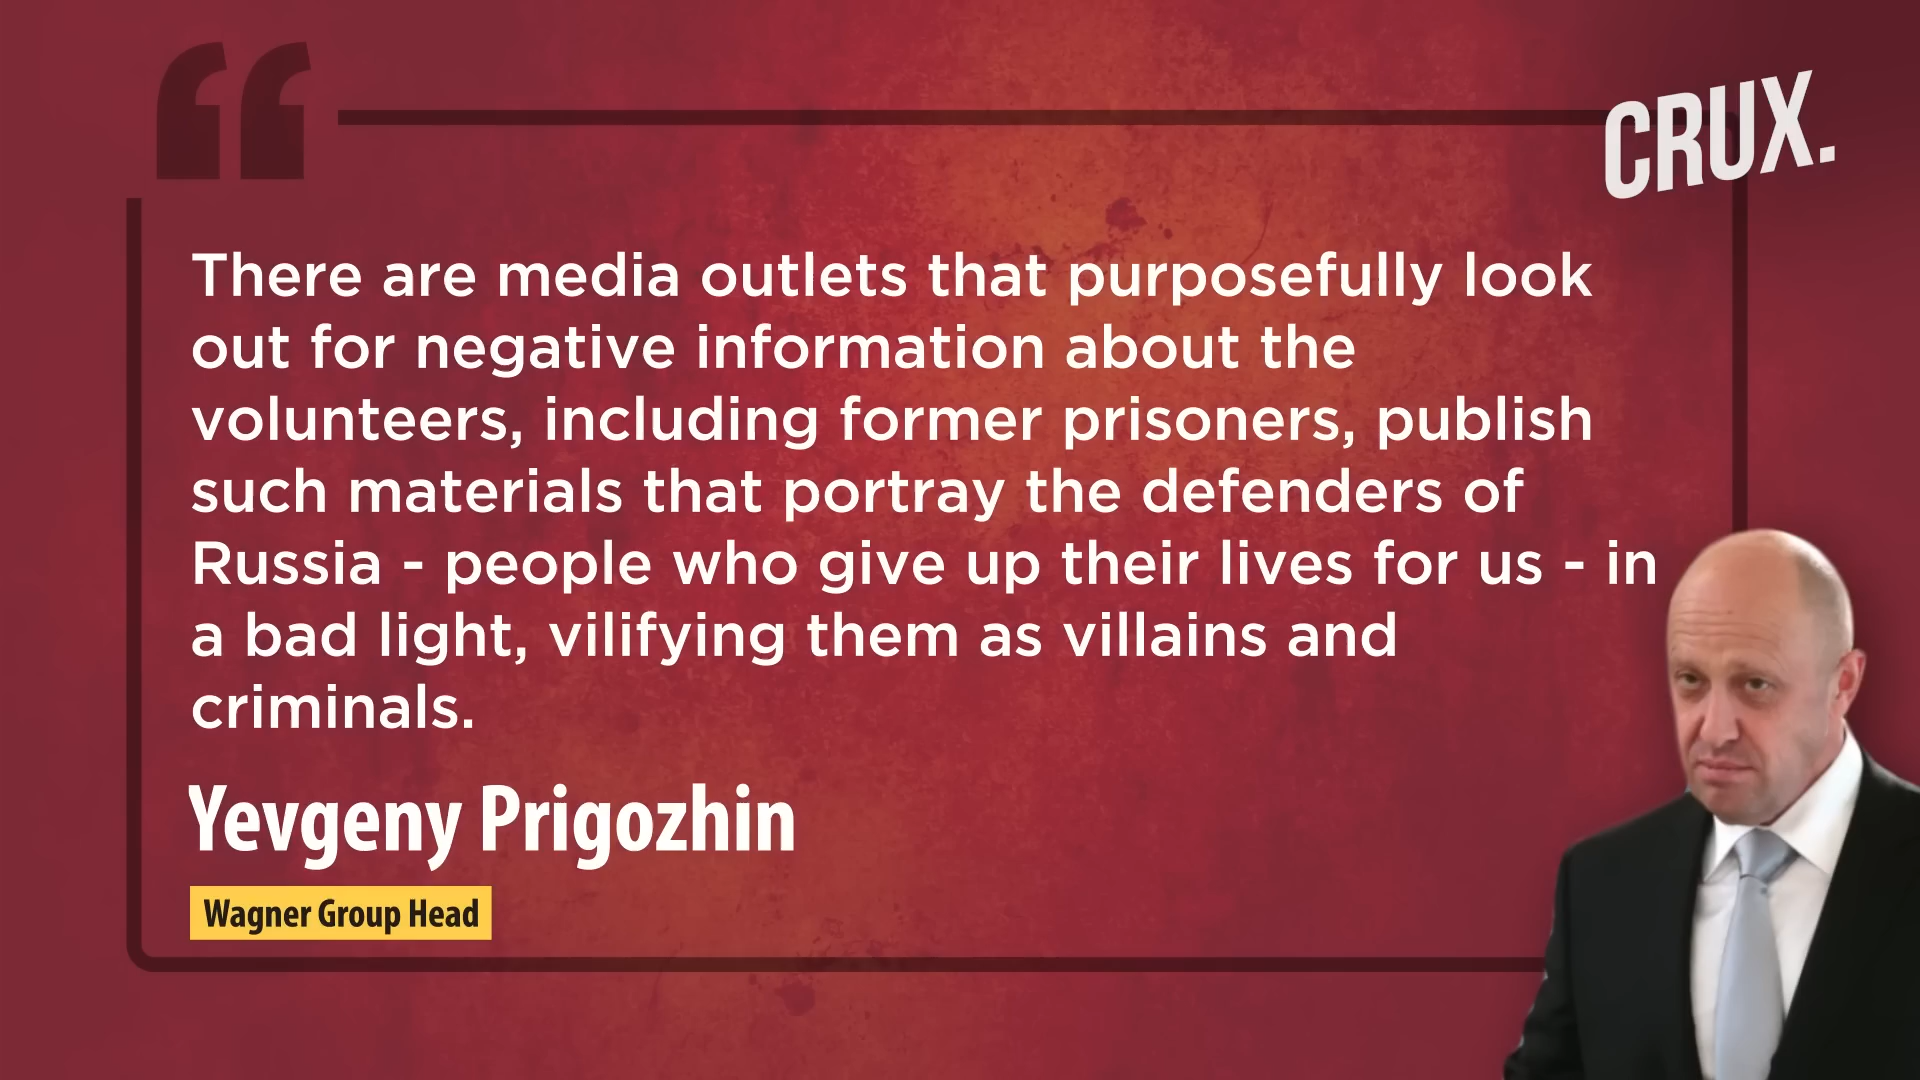 CRUX.
There are media outlets that purposefully look
out for negative information about the
volunteers, including former prisoners, publish
such materials that portray the defenders of
Russia - people who give up their lives for us - in
a bad light, vilifying them as villains and
criminals.
Yevgeny Prigozhin
Wagner Group Head